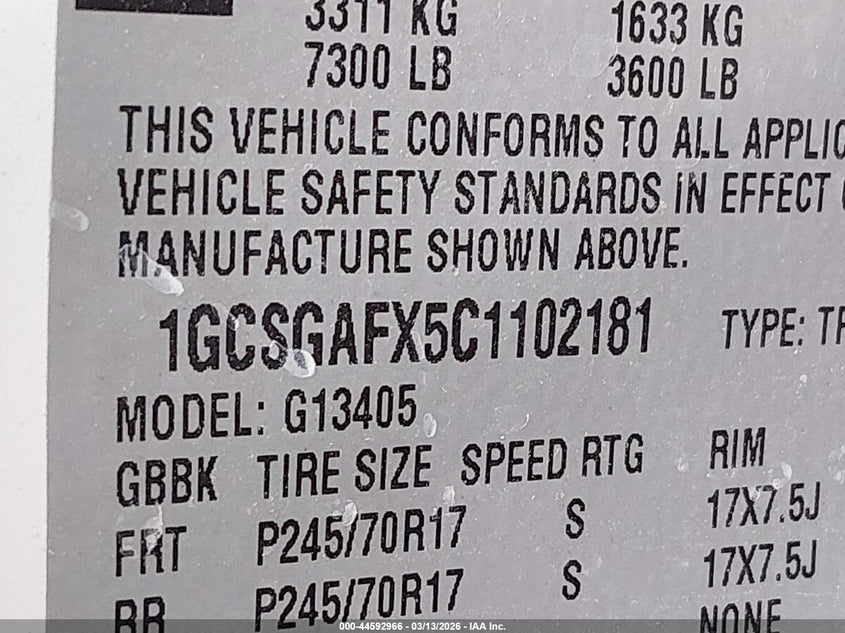 3311 KG 1633 KG
7300 LB 3600 LB
THIS VEHICLE CONFORMS TO ALL
VEHICLE SAFETY STANDARDS IN EFFECT
MANUFACTURE SHOWN ABOVE.
1GCSGAFX5C1102181 TYPE:
MODEL: G13405
GBBK TIRE SIZE SPEED RTG RIM
FRT P245/70R17 S 17X7.5J
RR P245/70R17 S 17X7.5J
NONE
000-44592966 - 03/13/2026 - IAA Inc.